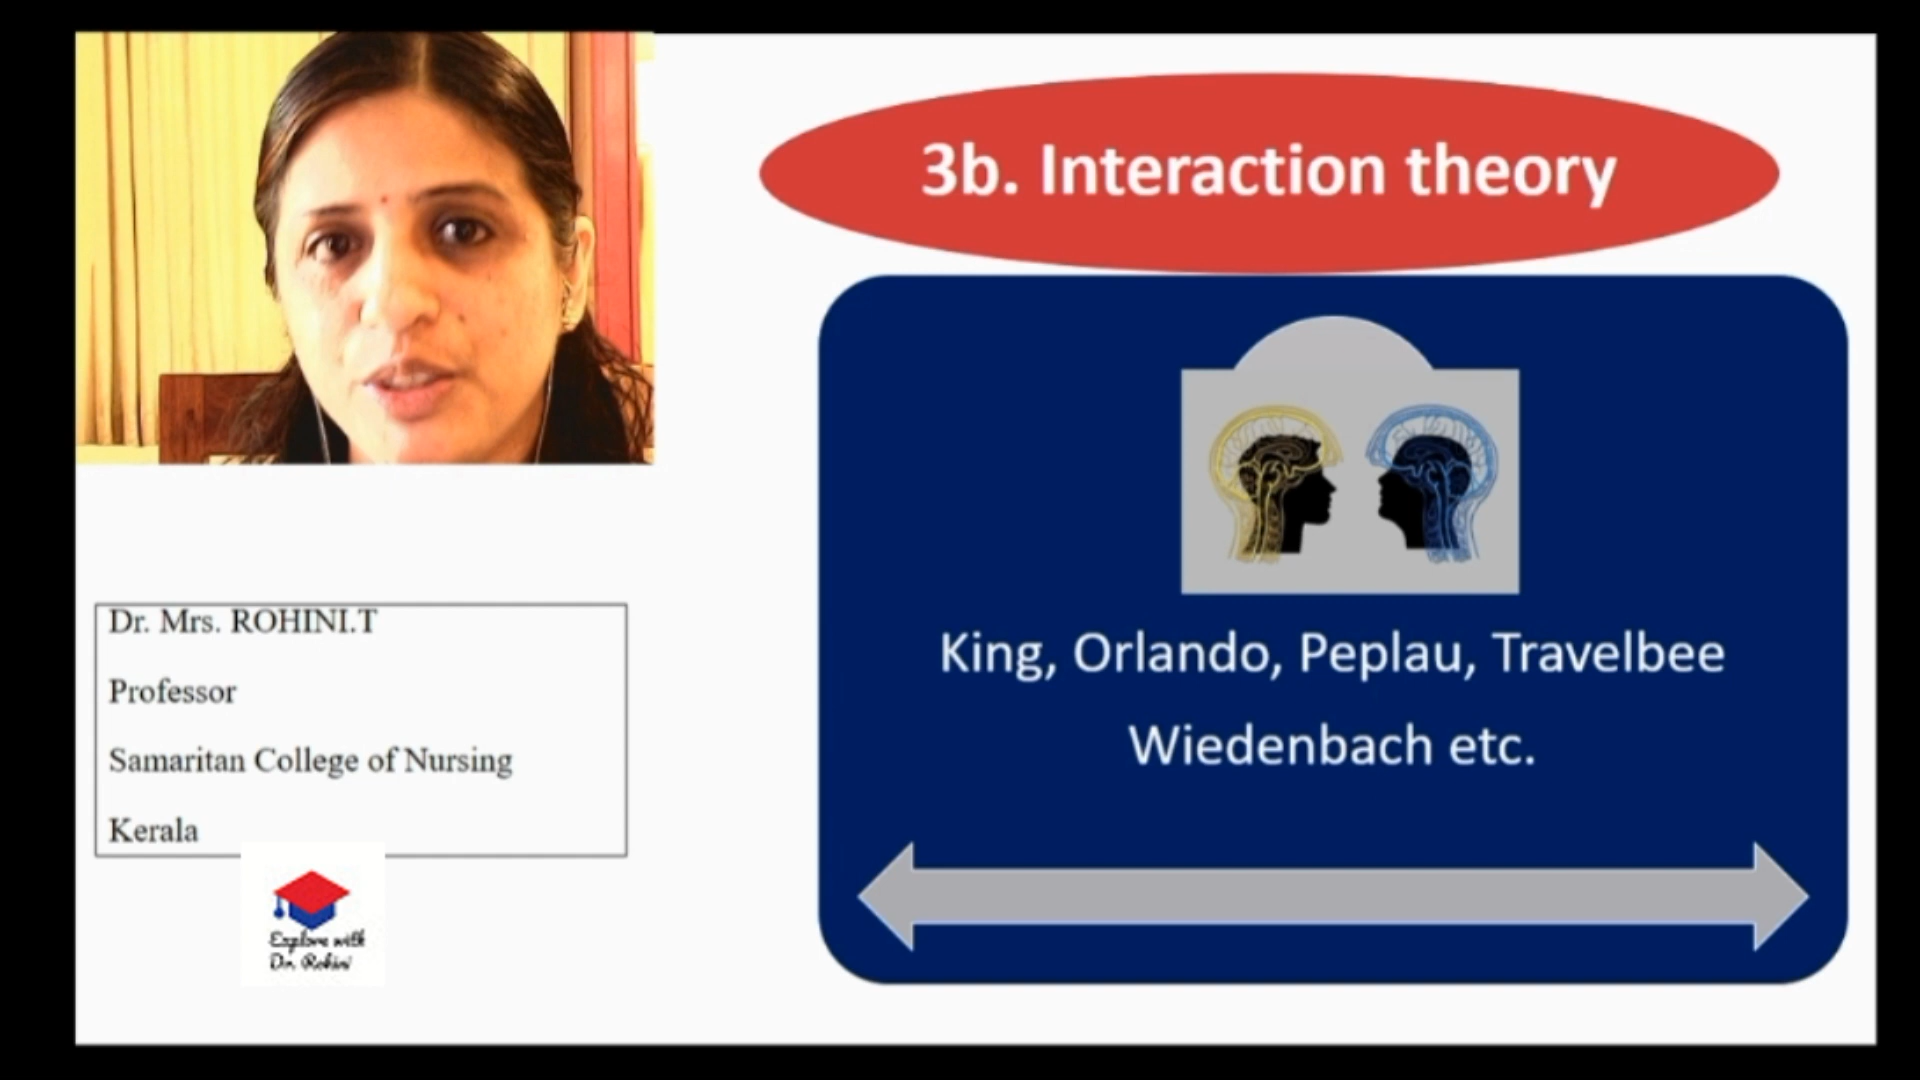 3b. Interaction theory
King, Orlando, Peplau, Travelbee
Wiedenbach etc.
Dr. Mrs. ROHINI.T
Professor
Samaritan College of Nursing
Kerala
Explore with
Dr. Rohini